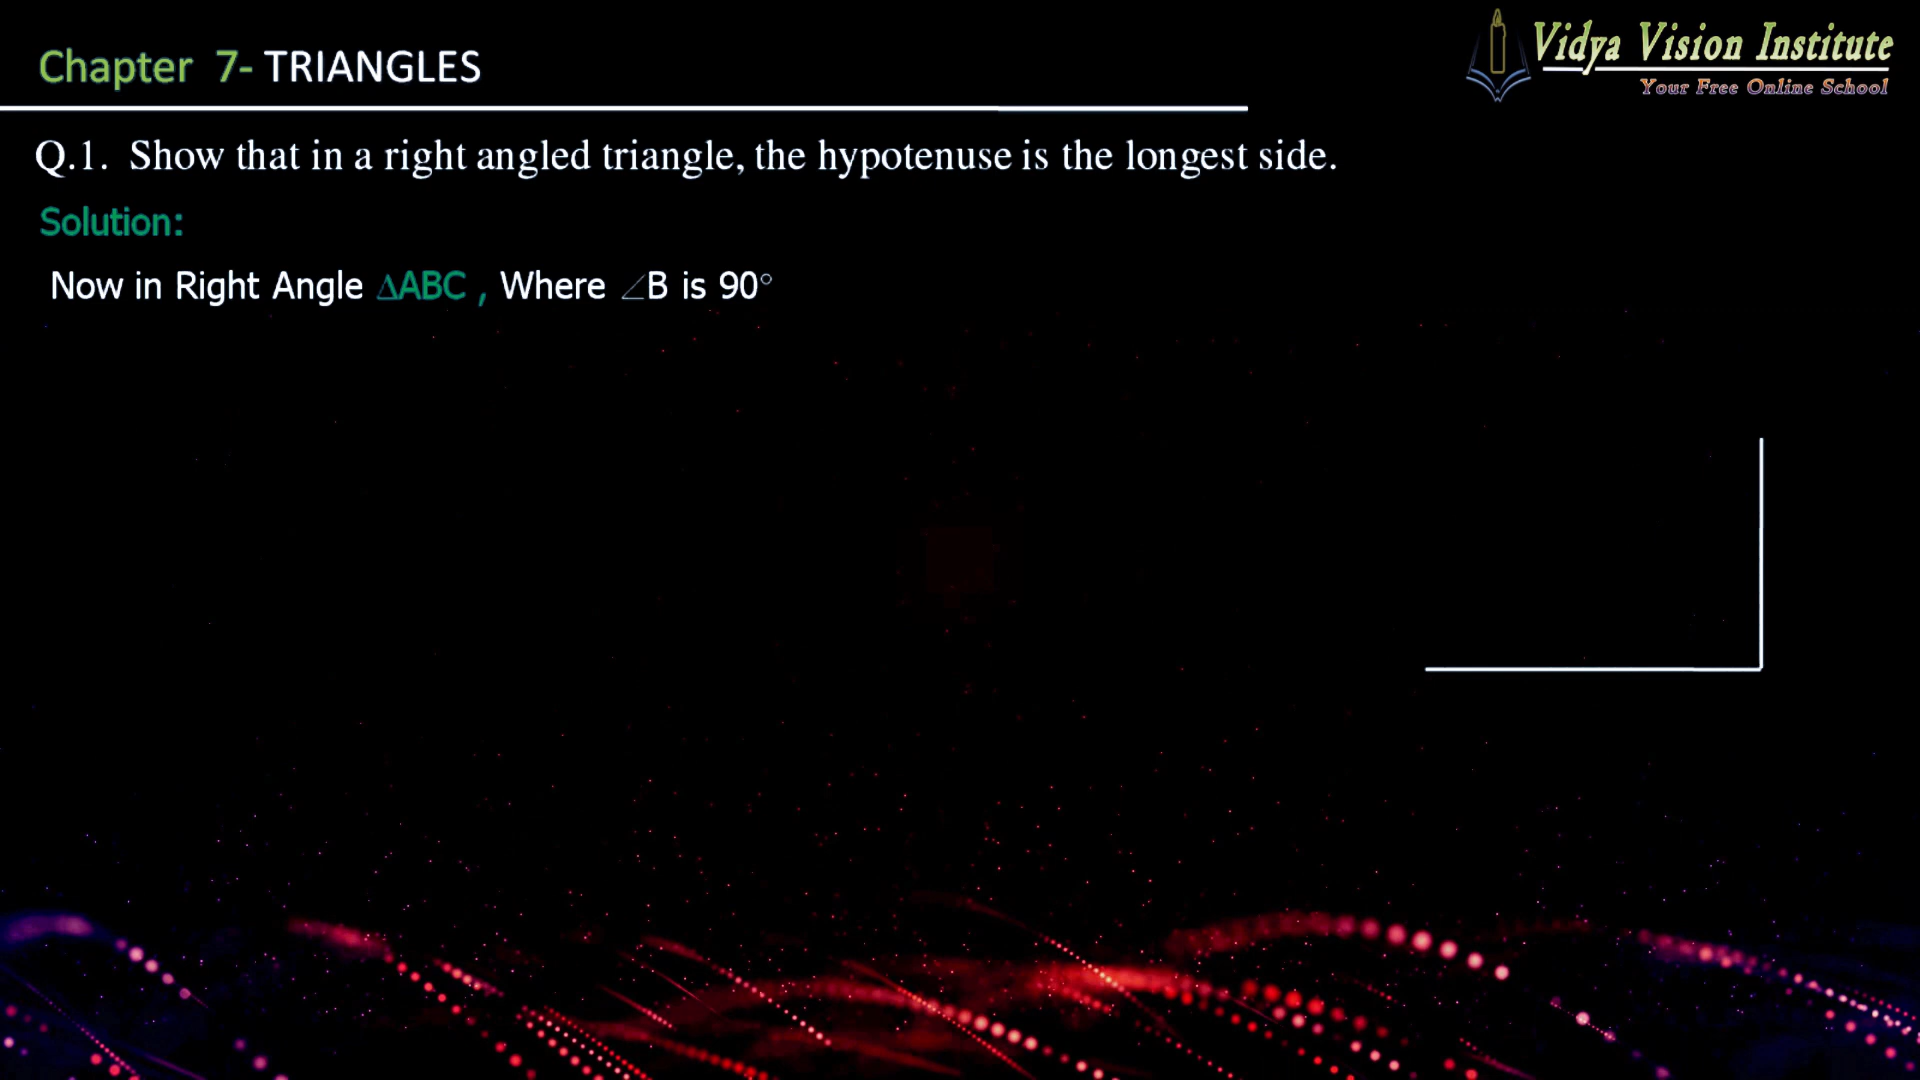 Chapter 7- TRIANGLES
Vidya Vision Institute
Your Free Online School
Q.1. Show that in a right angled triangle, the hypotenuse is the longest side.
Solution:
Now in Right Angle ∆ABC , Where ∠B is 90°